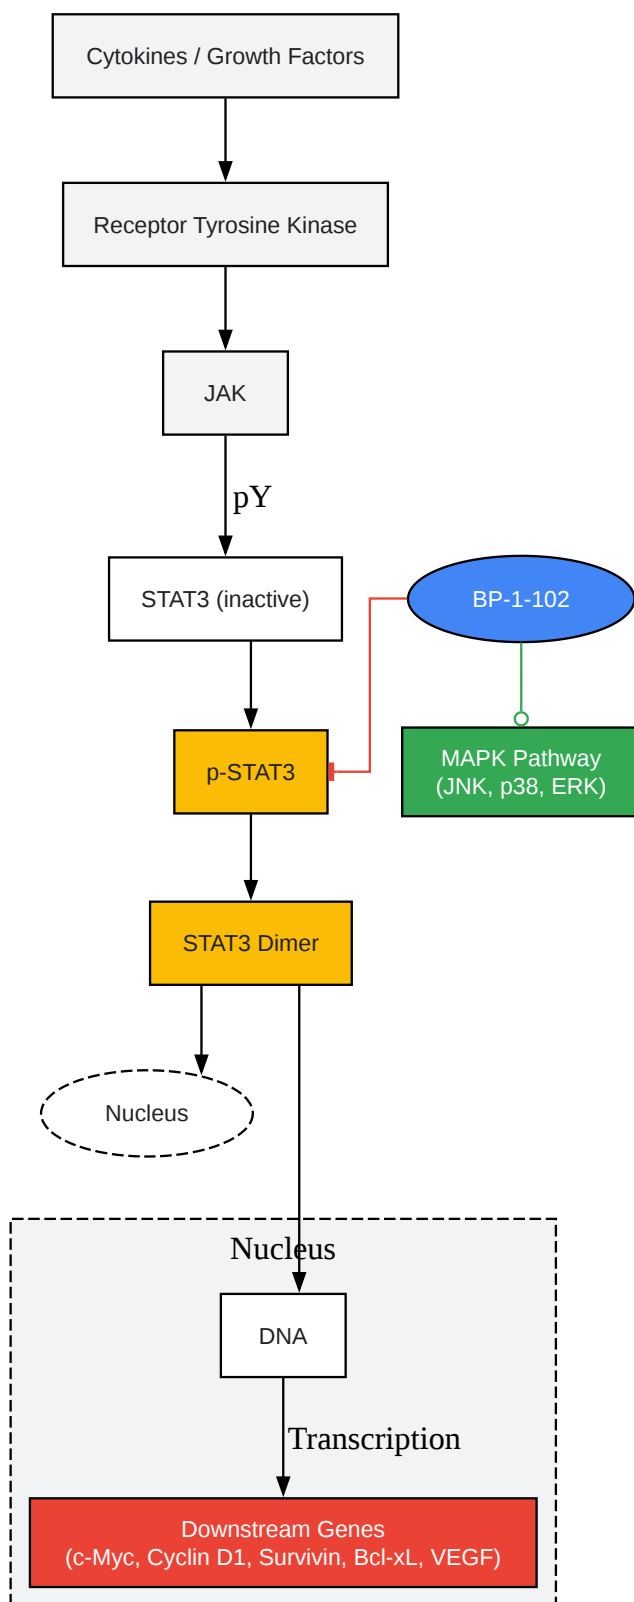 Cytokines / Growth Factors
Receptor Tyrosine Kinase
JAK
pY
STAT3 (inactive)
BP-1-102
p-STAT3
MAPK Pathway
(JNK, p38, ERK)
STAT3 Dimer
Nucleus
Nucleus
DNA
Transcription
Downstream Genes
(c-Myc, Cyclin D1, Survivin, Bcl-xL, VEGF)